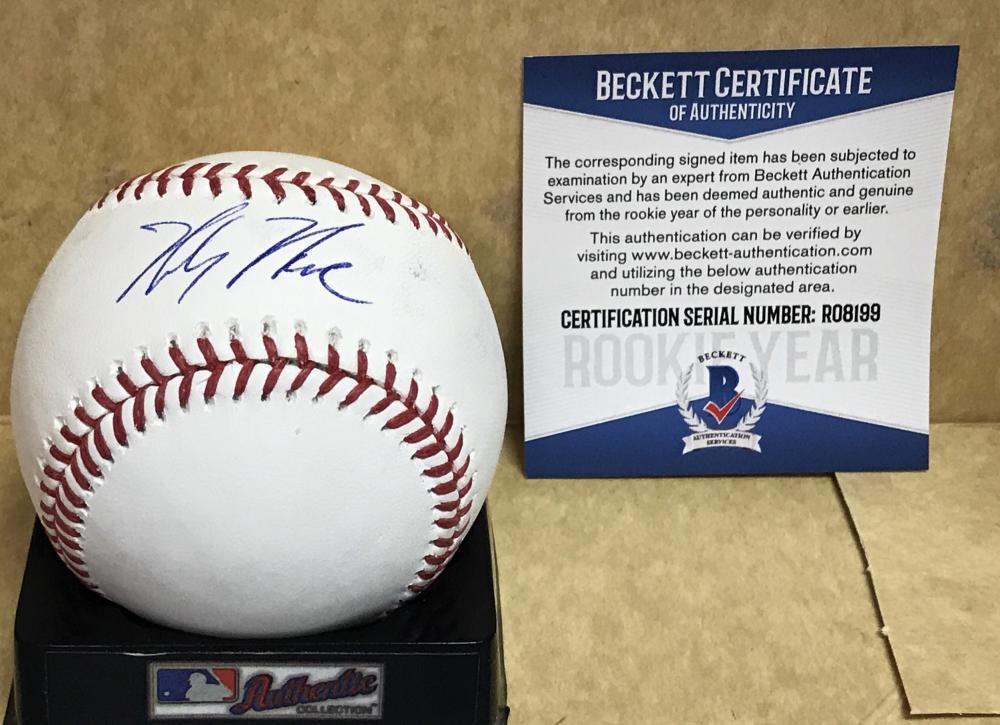 BECKETT CERTIFICATE
OF AUTHENTICITY
The corresponding signed item has been subjected to
examination by an expert from Beckett Authentication
Services and has been deemed authentic and genuine
from the rookie year of the personality or earlier.
This authentication can be verified by
visiting www.beckett-authentication.com
and utilizing the below authentication
number in the designated area.
CERTIFICATION SERIAL NUMBER: R08199
ROOKIE YEAR
BECKETT
B
AUTHENTICATION
SERVICES
Authentic
COLLECTION